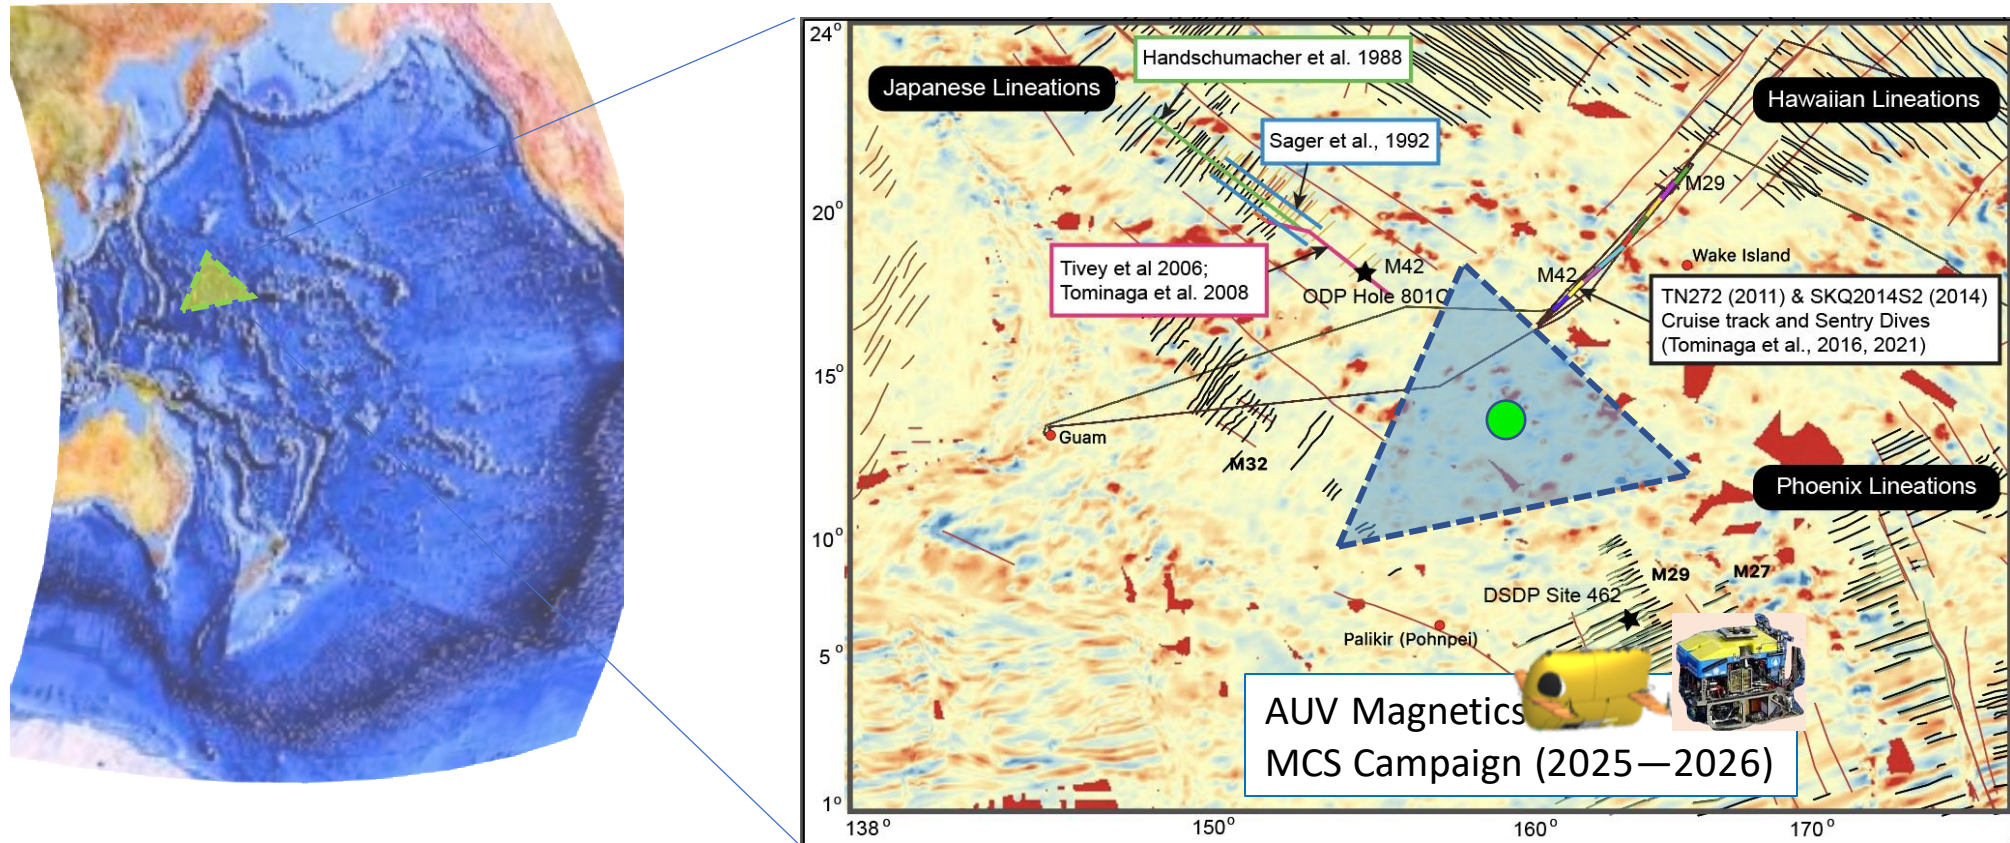 24°
Handschumacher et al. 1988
Japanese Lineations
Hawaiian Lineations
Sager et al., 1992
M29
20°
Wake Island
Tivey et al 2006;
Tominaga et al. 2008
M42
ODP Hole 801C
M42
TN272 (2011) & SKQ2014S2 (2014)
Cruise track and Sentry Dives
(Tominaga et al., 2016, 2021)
15°
Guam
M32
Phoenix Lineations
10°
M29
M27
DSDP Site 462
Palikir (Pohnpei)
5°
AUV Magnetics
MCS Campaign (2025—2026)
1°
138°
150°
160°
170°